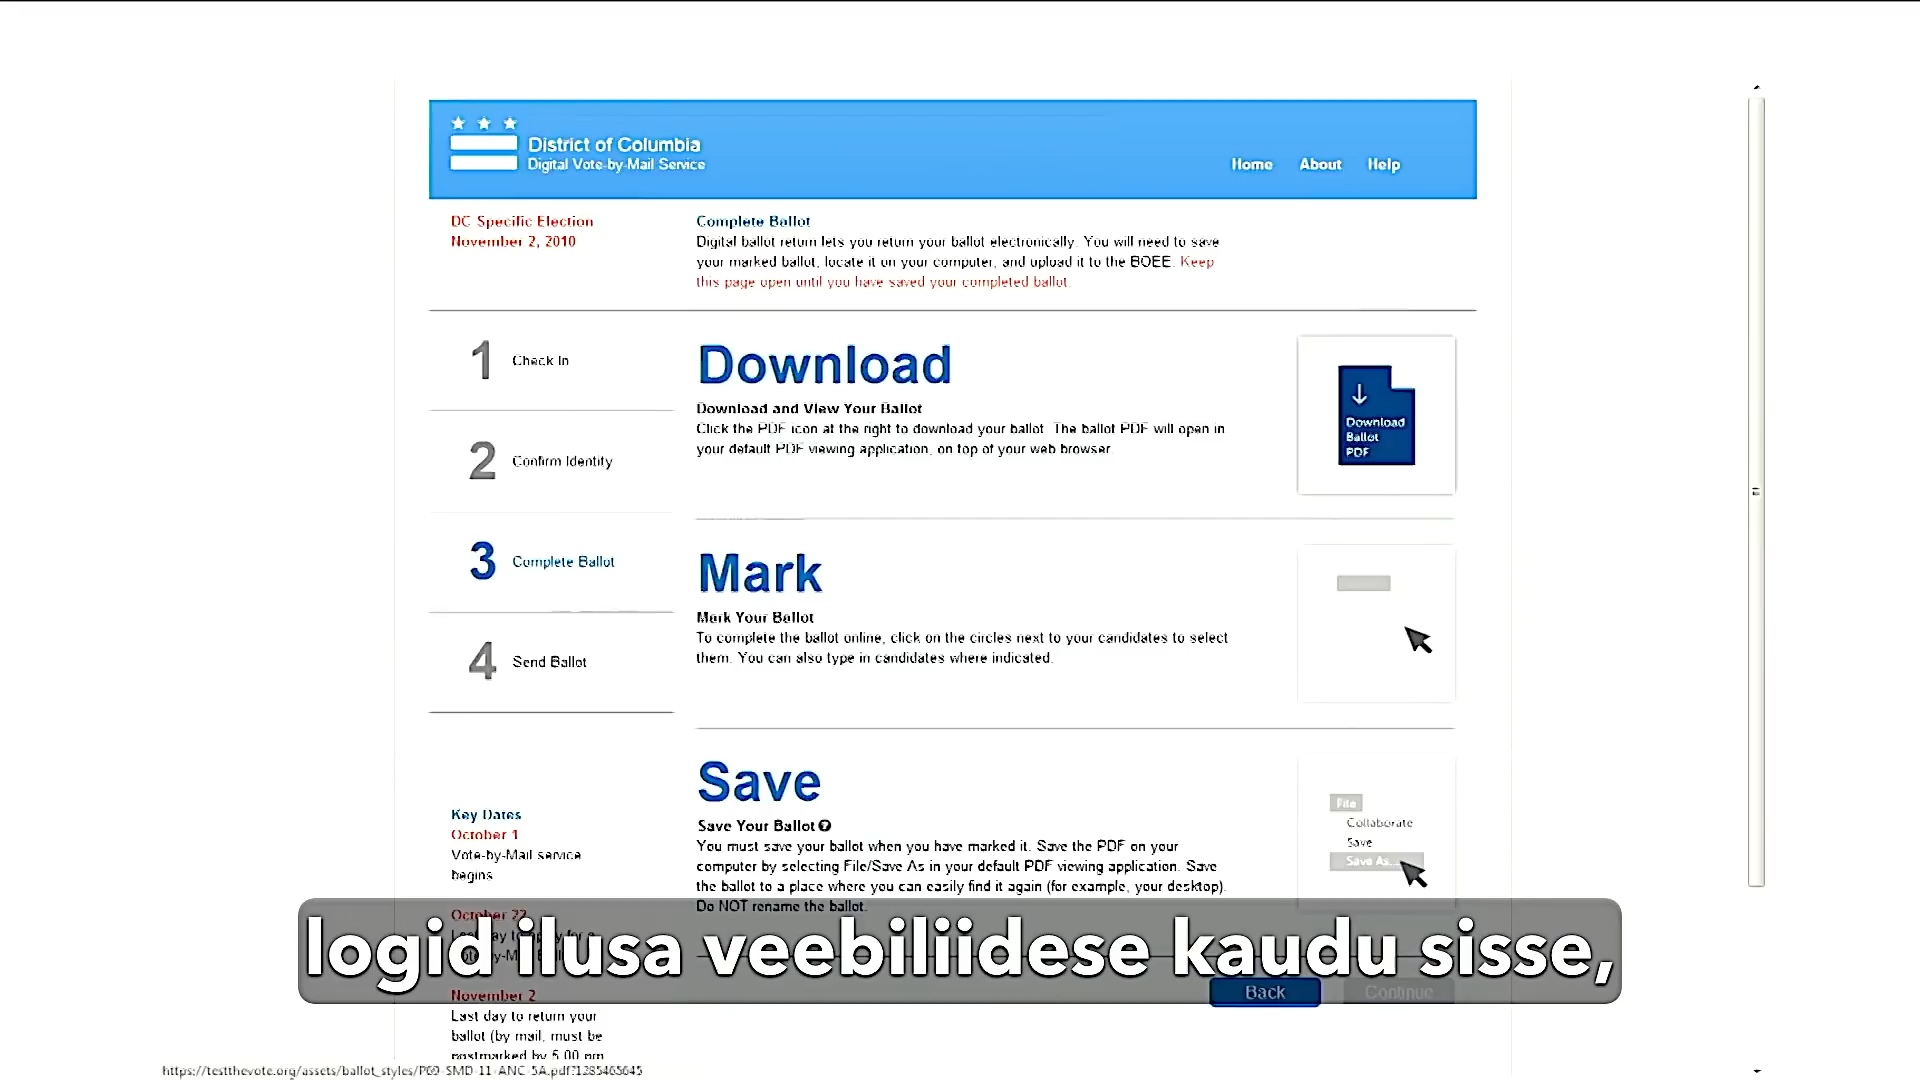 District of Columbia
Digital Vote-by-Mail Service
Home About Help
DC Specific Election
November 2, 2010
Complete Ballot
Digital ballot return lets you return your ballot electronically. You will need to save
your marked ballot, locate it on your computer, and upload it to the BOEE. Keep
this page open until you have saved your completed ballot.
1 Check In
2 Confirm Identity
3 Complete Ballot
4 Send Ballot
Download
Download and View Your Ballot
Click the PDF icon at the right to download your ballot. The ballot PDF will open in
your default PDF viewing application, on top of your web browser.
Download
Ballot
PDF
Mark
Mark Your Ballot
To complete the ballot online, click on the circles next to your candidates to select
them. You can also type in candidates where indicated.
Save
Save Your Ballot
You must save your ballot when you have marked it. Save the PDF on your
computer by selecting File/Save As in your default PDF viewing application. Save
the ballot to a place where you can easily find it again (for example, your desktop).
Do NOT rename the ballot.
File
Collaborate
Save
Save As...
Key Dates
October 1
Vote-by-Mail service
begins
October 22
November 2
Last day to return your
ballot (by mail, must be
postmarked by 5:00 pm
Back Continue
logid ilusa veebiliidese kaudu sisse,